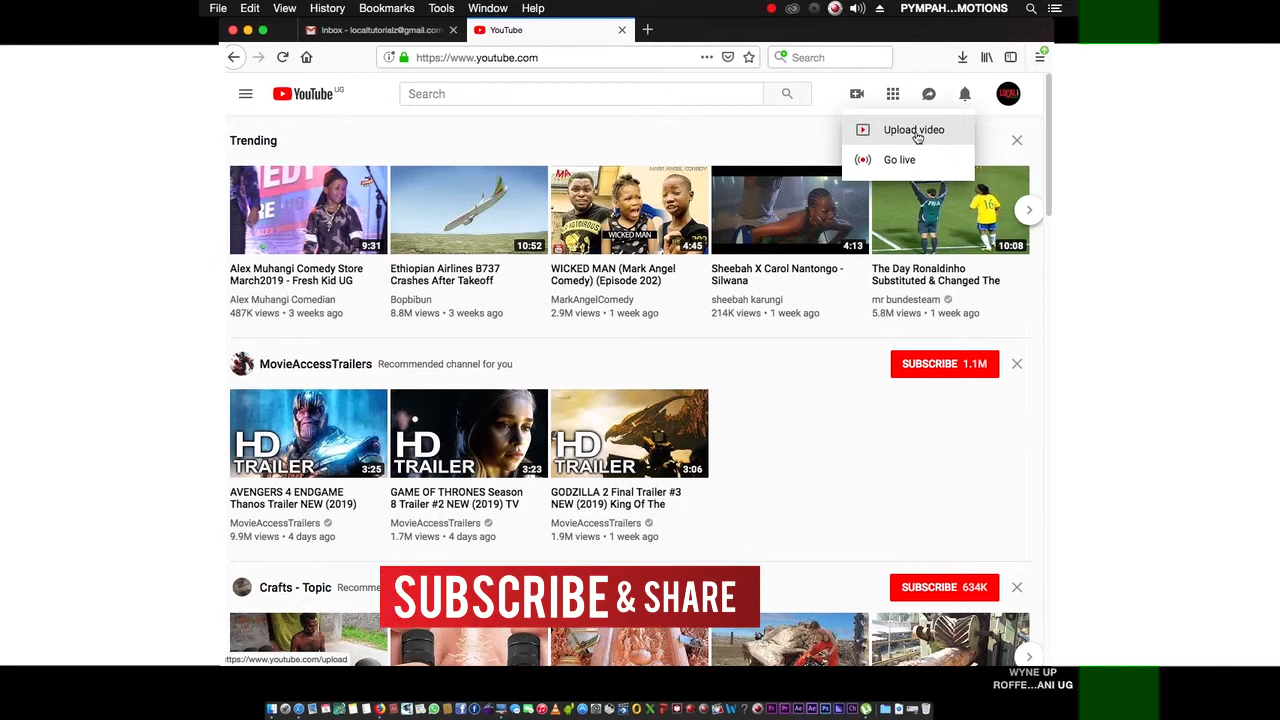 File Edit View History Bookmarks Tools Window Help PYMPAH...MOTIONS
Inbox - localtutorialz@gmail.com YouTube
https://www.youtube.com Search
YouTube UG Search
Upload video
Go live
Trending
NEDY
RE
WICKED MAN
9:31 10:52 4:45 4:13 10:08
Alex Muhangi Comedy Store March2019 - Fresh Kid UG
Alex Muhangi Comedian
487K views • 3 weeks ago
Ethiopian Airlines B737 Crashes After Takeoff
Bopbibun
8.8M views • 3 weeks ago
WICKED MAN (Mark Angel Comedy) (Episode 202)
MarkAngelComedy
2.9M views • 1 week ago
Sheebah X Carol Nantongo - Silwana
sheebah karungi
214K views • 1 week ago
The Day Ronaldinho Substituted & Changed The
mr bundesteam
5.8M views • 1 week ago
MovieAccessTrailers Recommended channel for you SUBSCRIBE 1.1M
HD TRAILER 3:25
HD TRAILER 3:23
HD TRAILER 3:06
AVENGERS 4 ENDGAME Thanos Trailer NEW (2019)
MovieAccessTrailers
9.9M views • 4 days ago
GAME OF THRONES Season 8 Trailer #2 NEW (2019) TV
MovieAccessTrailers
1.7M views • 4 days ago
GODZILLA 2 Final Trailer #3 NEW (2019) King Of The
MovieAccessTrailers
1.9M views • 1 week ago
Crafts - Topic Recomme SUBSCRIBE 634K
SUBSCRIBE & SHARE
https://www.youtube.com/upload
WYNE UP
ROFFE...ANI UG